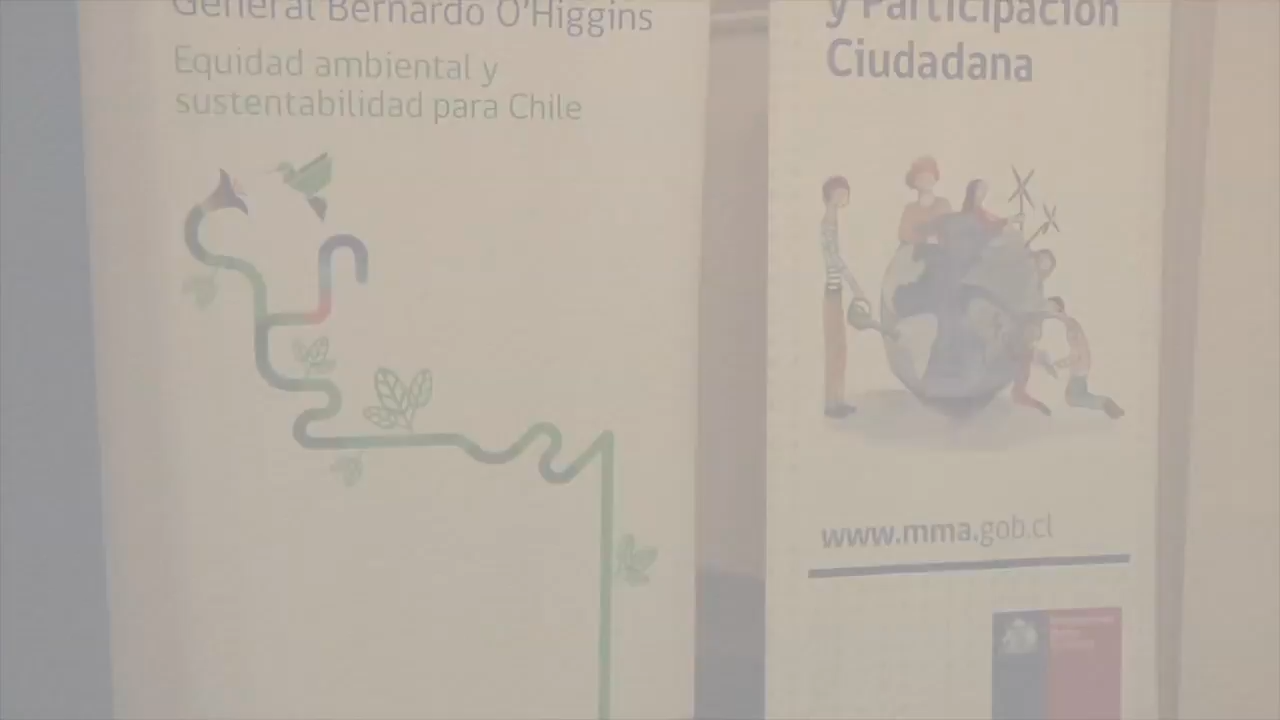 General Bernardo O'Higgins
Equidad ambiental y
sustentabilidad para Chile
y Participación
Ciudadana
www.mma.gob.cl